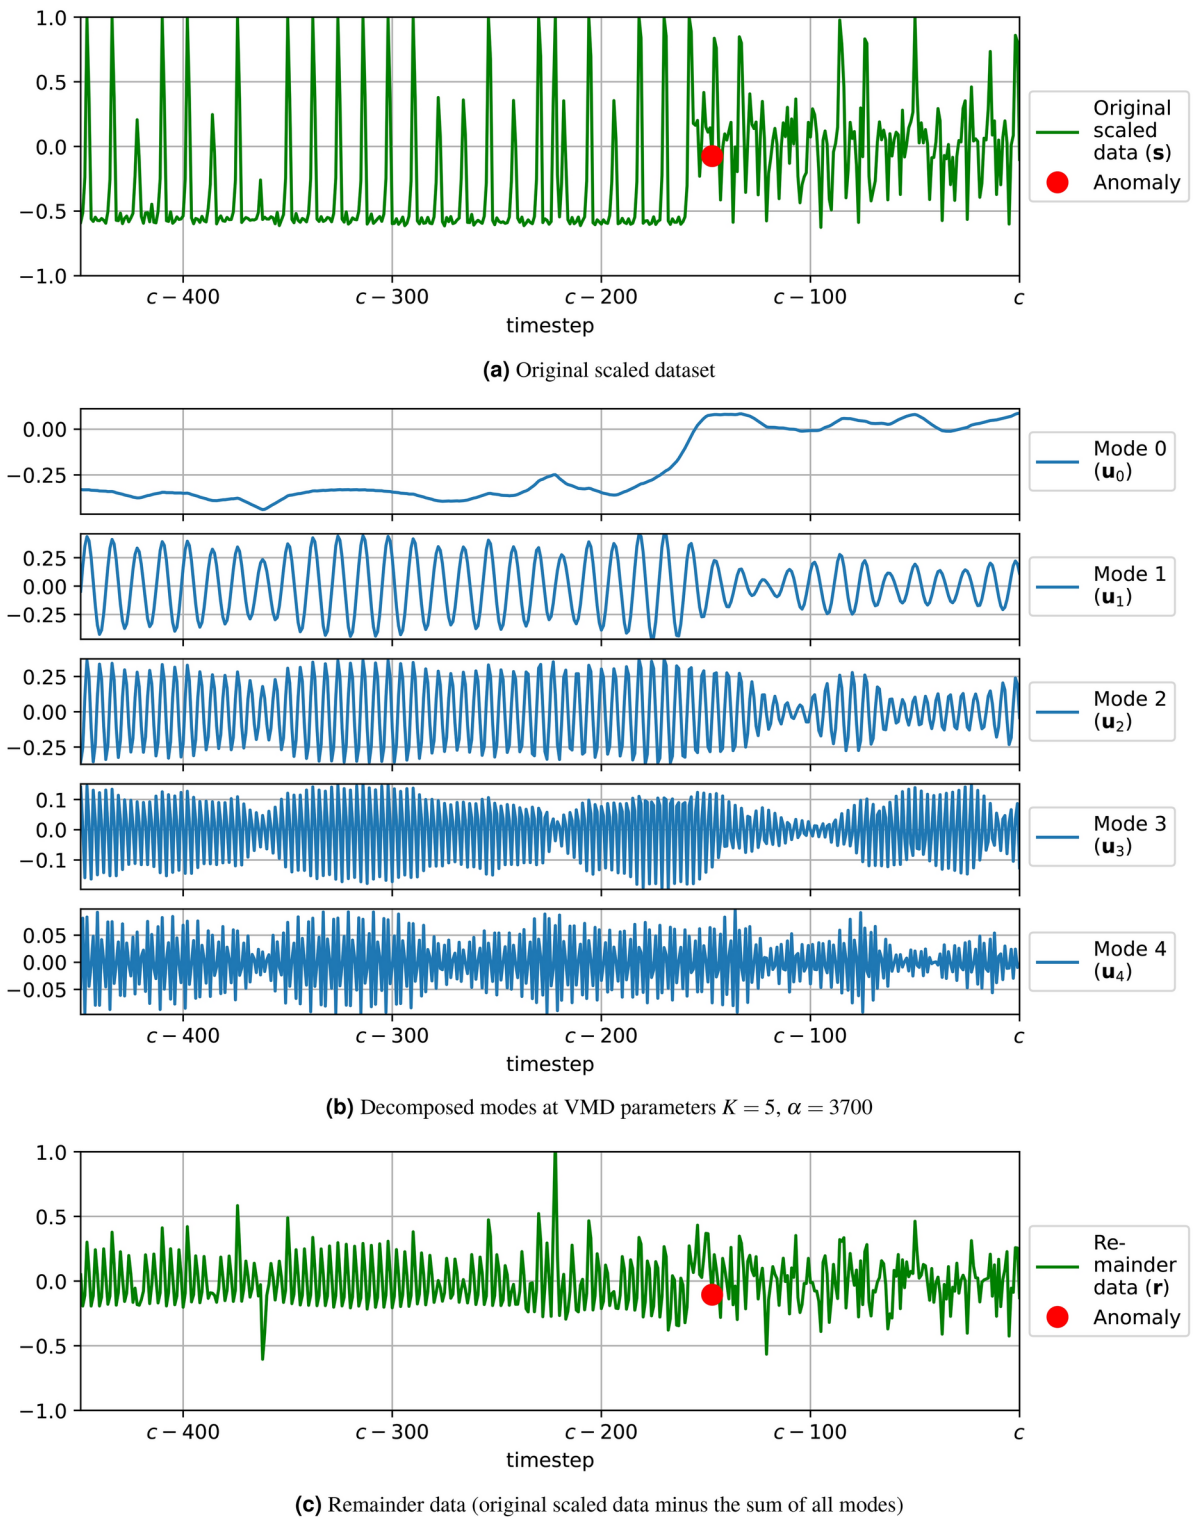 1.0
0.5
0.0
−0.5
−1.0
c − 400
c − 300
c − 200
c − 100
c
timestep
Original
scaled
data (s)
Anomaly
(a) Original scaled dataset
0.00
−0.25
Mode 0
(u0)
0.25
0.00
−0.25
Mode 1
(u1)
0.25
0.00
−0.25
Mode 2
(u2)
0.1
0.0
−0.1
Mode 3
(u3)
0.05
0.00
−0.05
Mode 4
(u4)
c − 400
c − 300
c − 200
c − 100
c
timestep
(b) Decomposed modes at VMD parameters K = 5, α = 3700
1.0
0.5
0.0
−0.5
−1.0
c − 400
c − 300
c − 200
c − 100
c
timestep
Re-
mainder
data (r)
Anomaly
(c) Remainder data (original scaled data minus the sum of all modes)